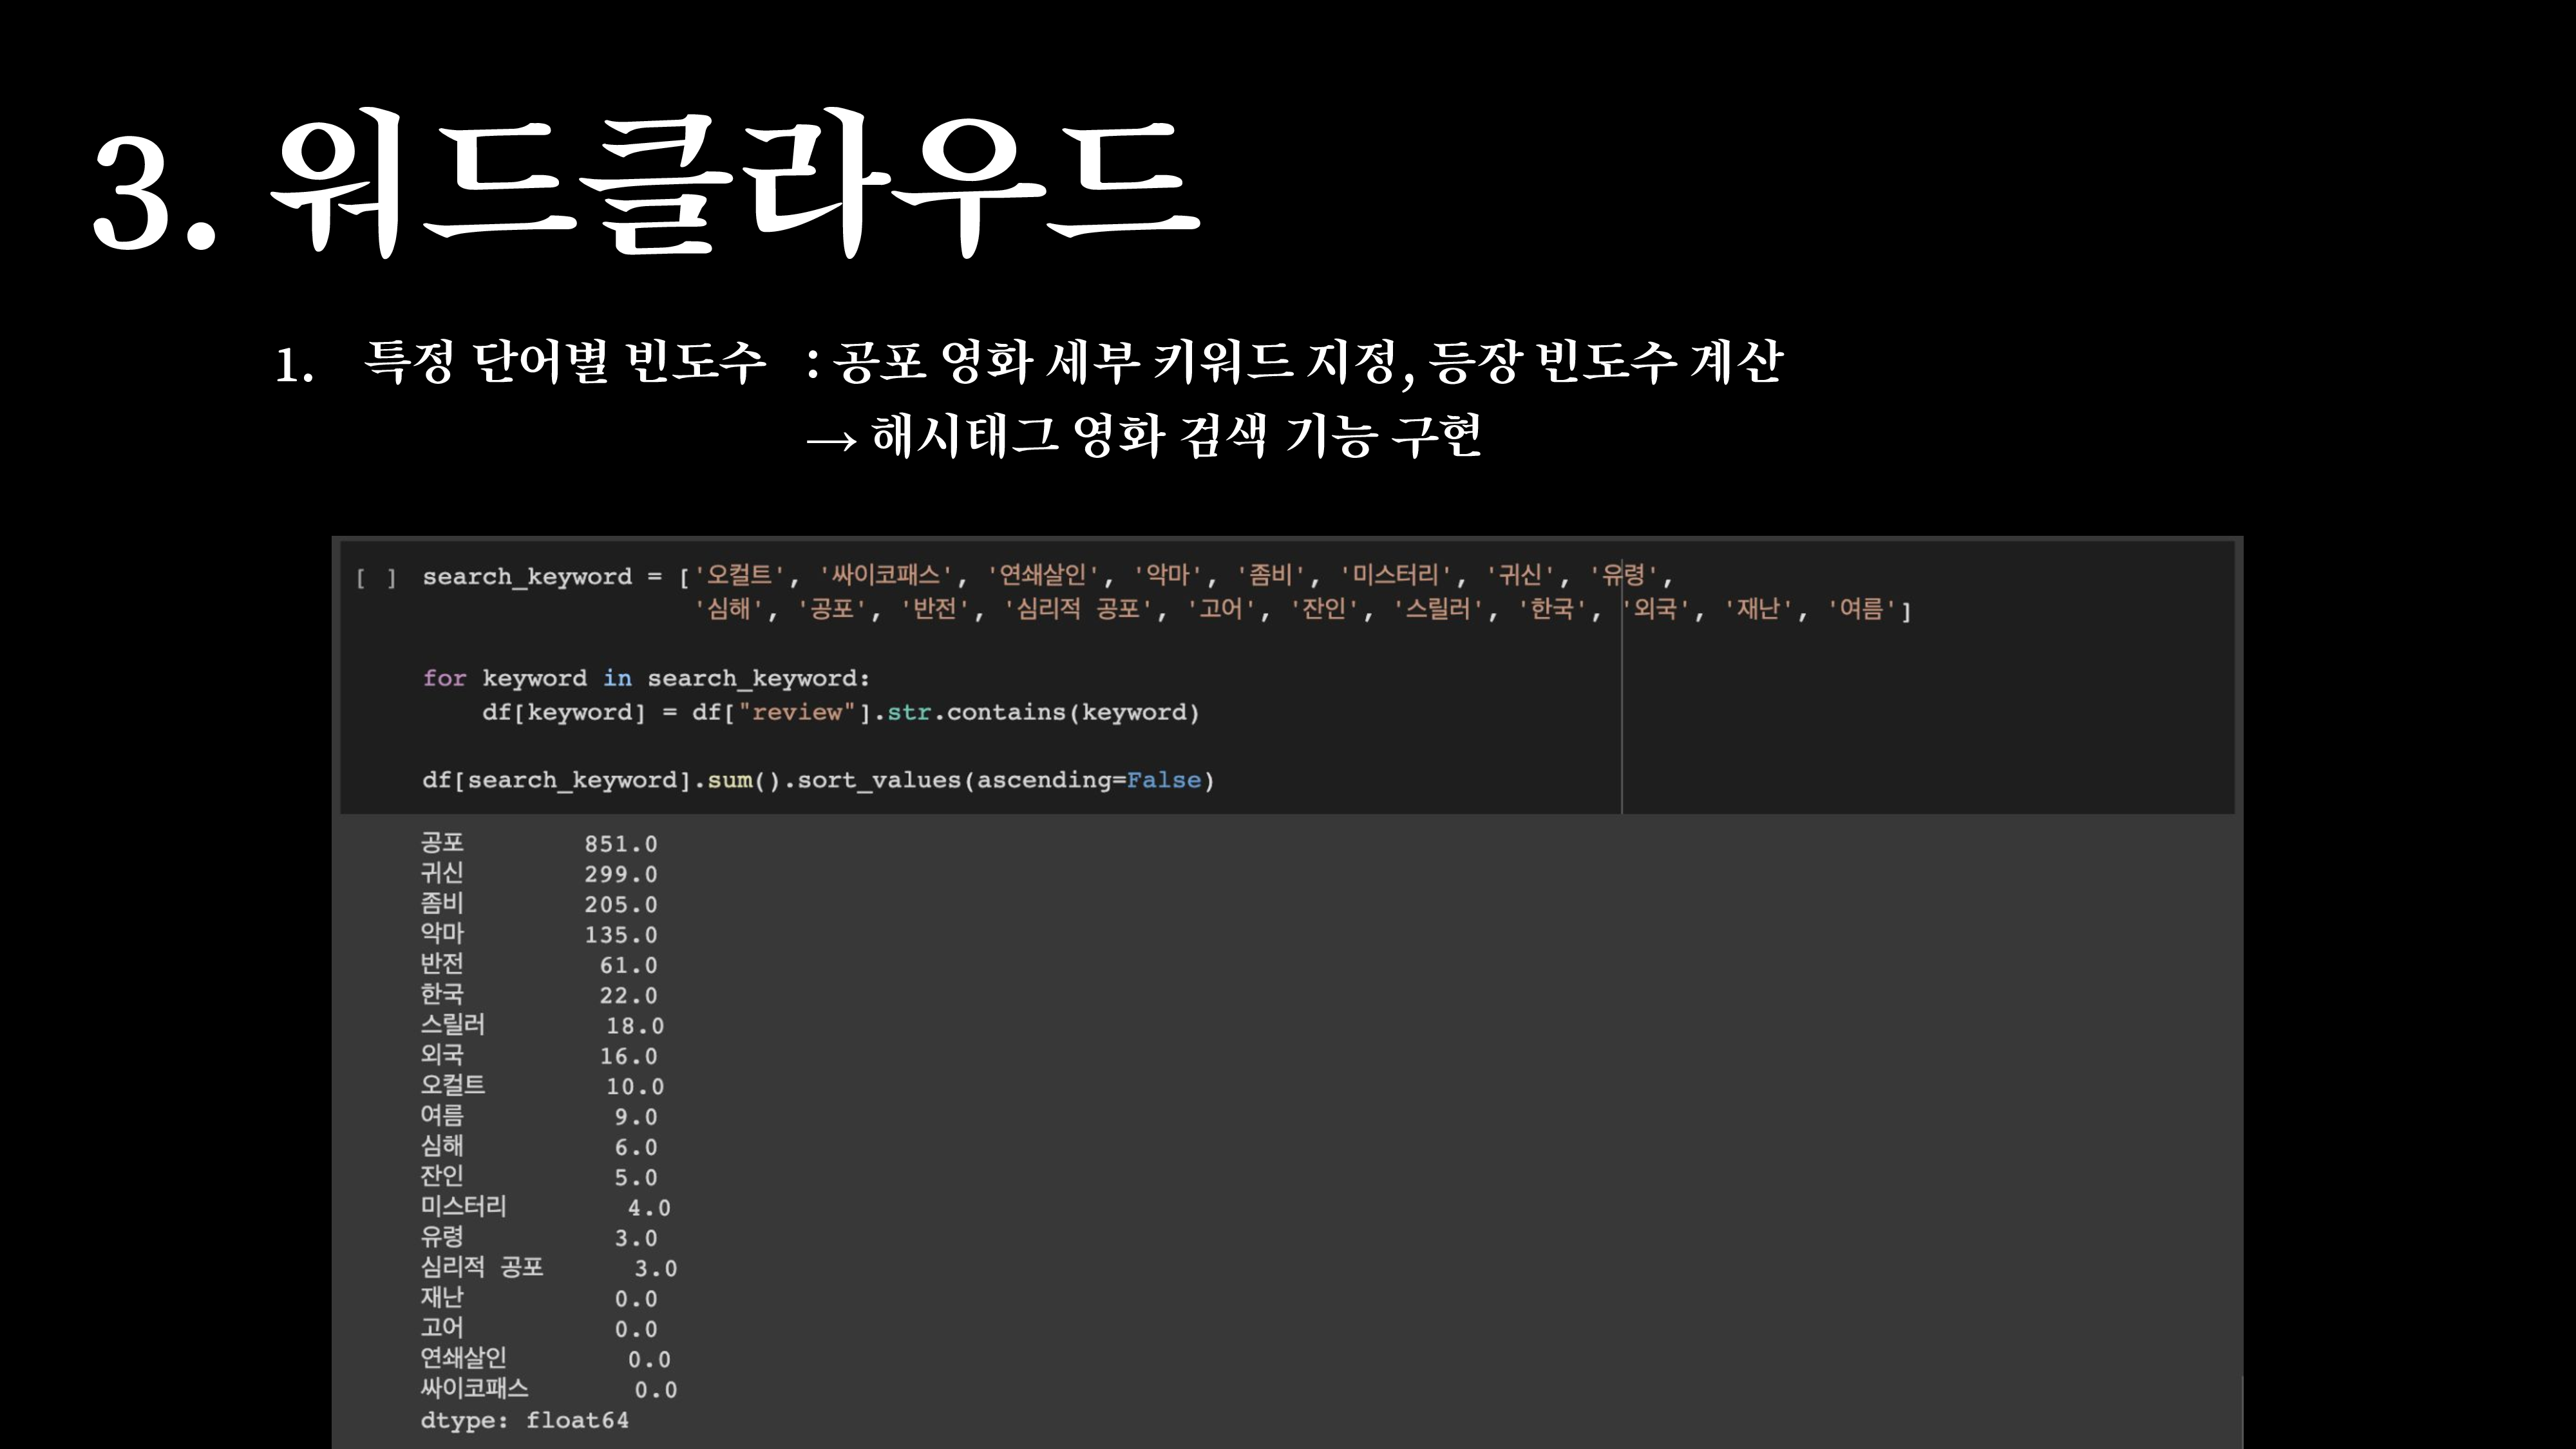 3. 워드클라우드
1. 특정 단어별 빈도수 : 공포 영화 세부 키워드 지정, 등장 빈도수 계산
→ 해시태그 영화 검색 기능 구현
[ ] search_keyword = ['오컬트', '싸이코패스', '연쇄살인', '악마', '좀비', '미스터리', '귀신', '유령',
'심해', '공포', '반전', '심리적 공포', '고어', '잔인', '스릴러', '한국', '외국', '재난', '여름']
for keyword in search_keyword:
df[keyword] = df["review"].str.contains(keyword)
df[search_keyword].sum().sort_values(ascending=False)
공포 851.0
귀신 299.0
좀비 205.0
악마 135.0
반전 61.0
한국 22.0
스릴러 18.0
외국 16.0
오컬트 10.0
여름 9.0
심해 6.0
잔인 5.0
미스터리 4.0
유령 3.0
심리적 공포 3.0
재난 0.0
고어 0.0
연쇄살인 0.0
싸이코패스 0.0
dtype: float64